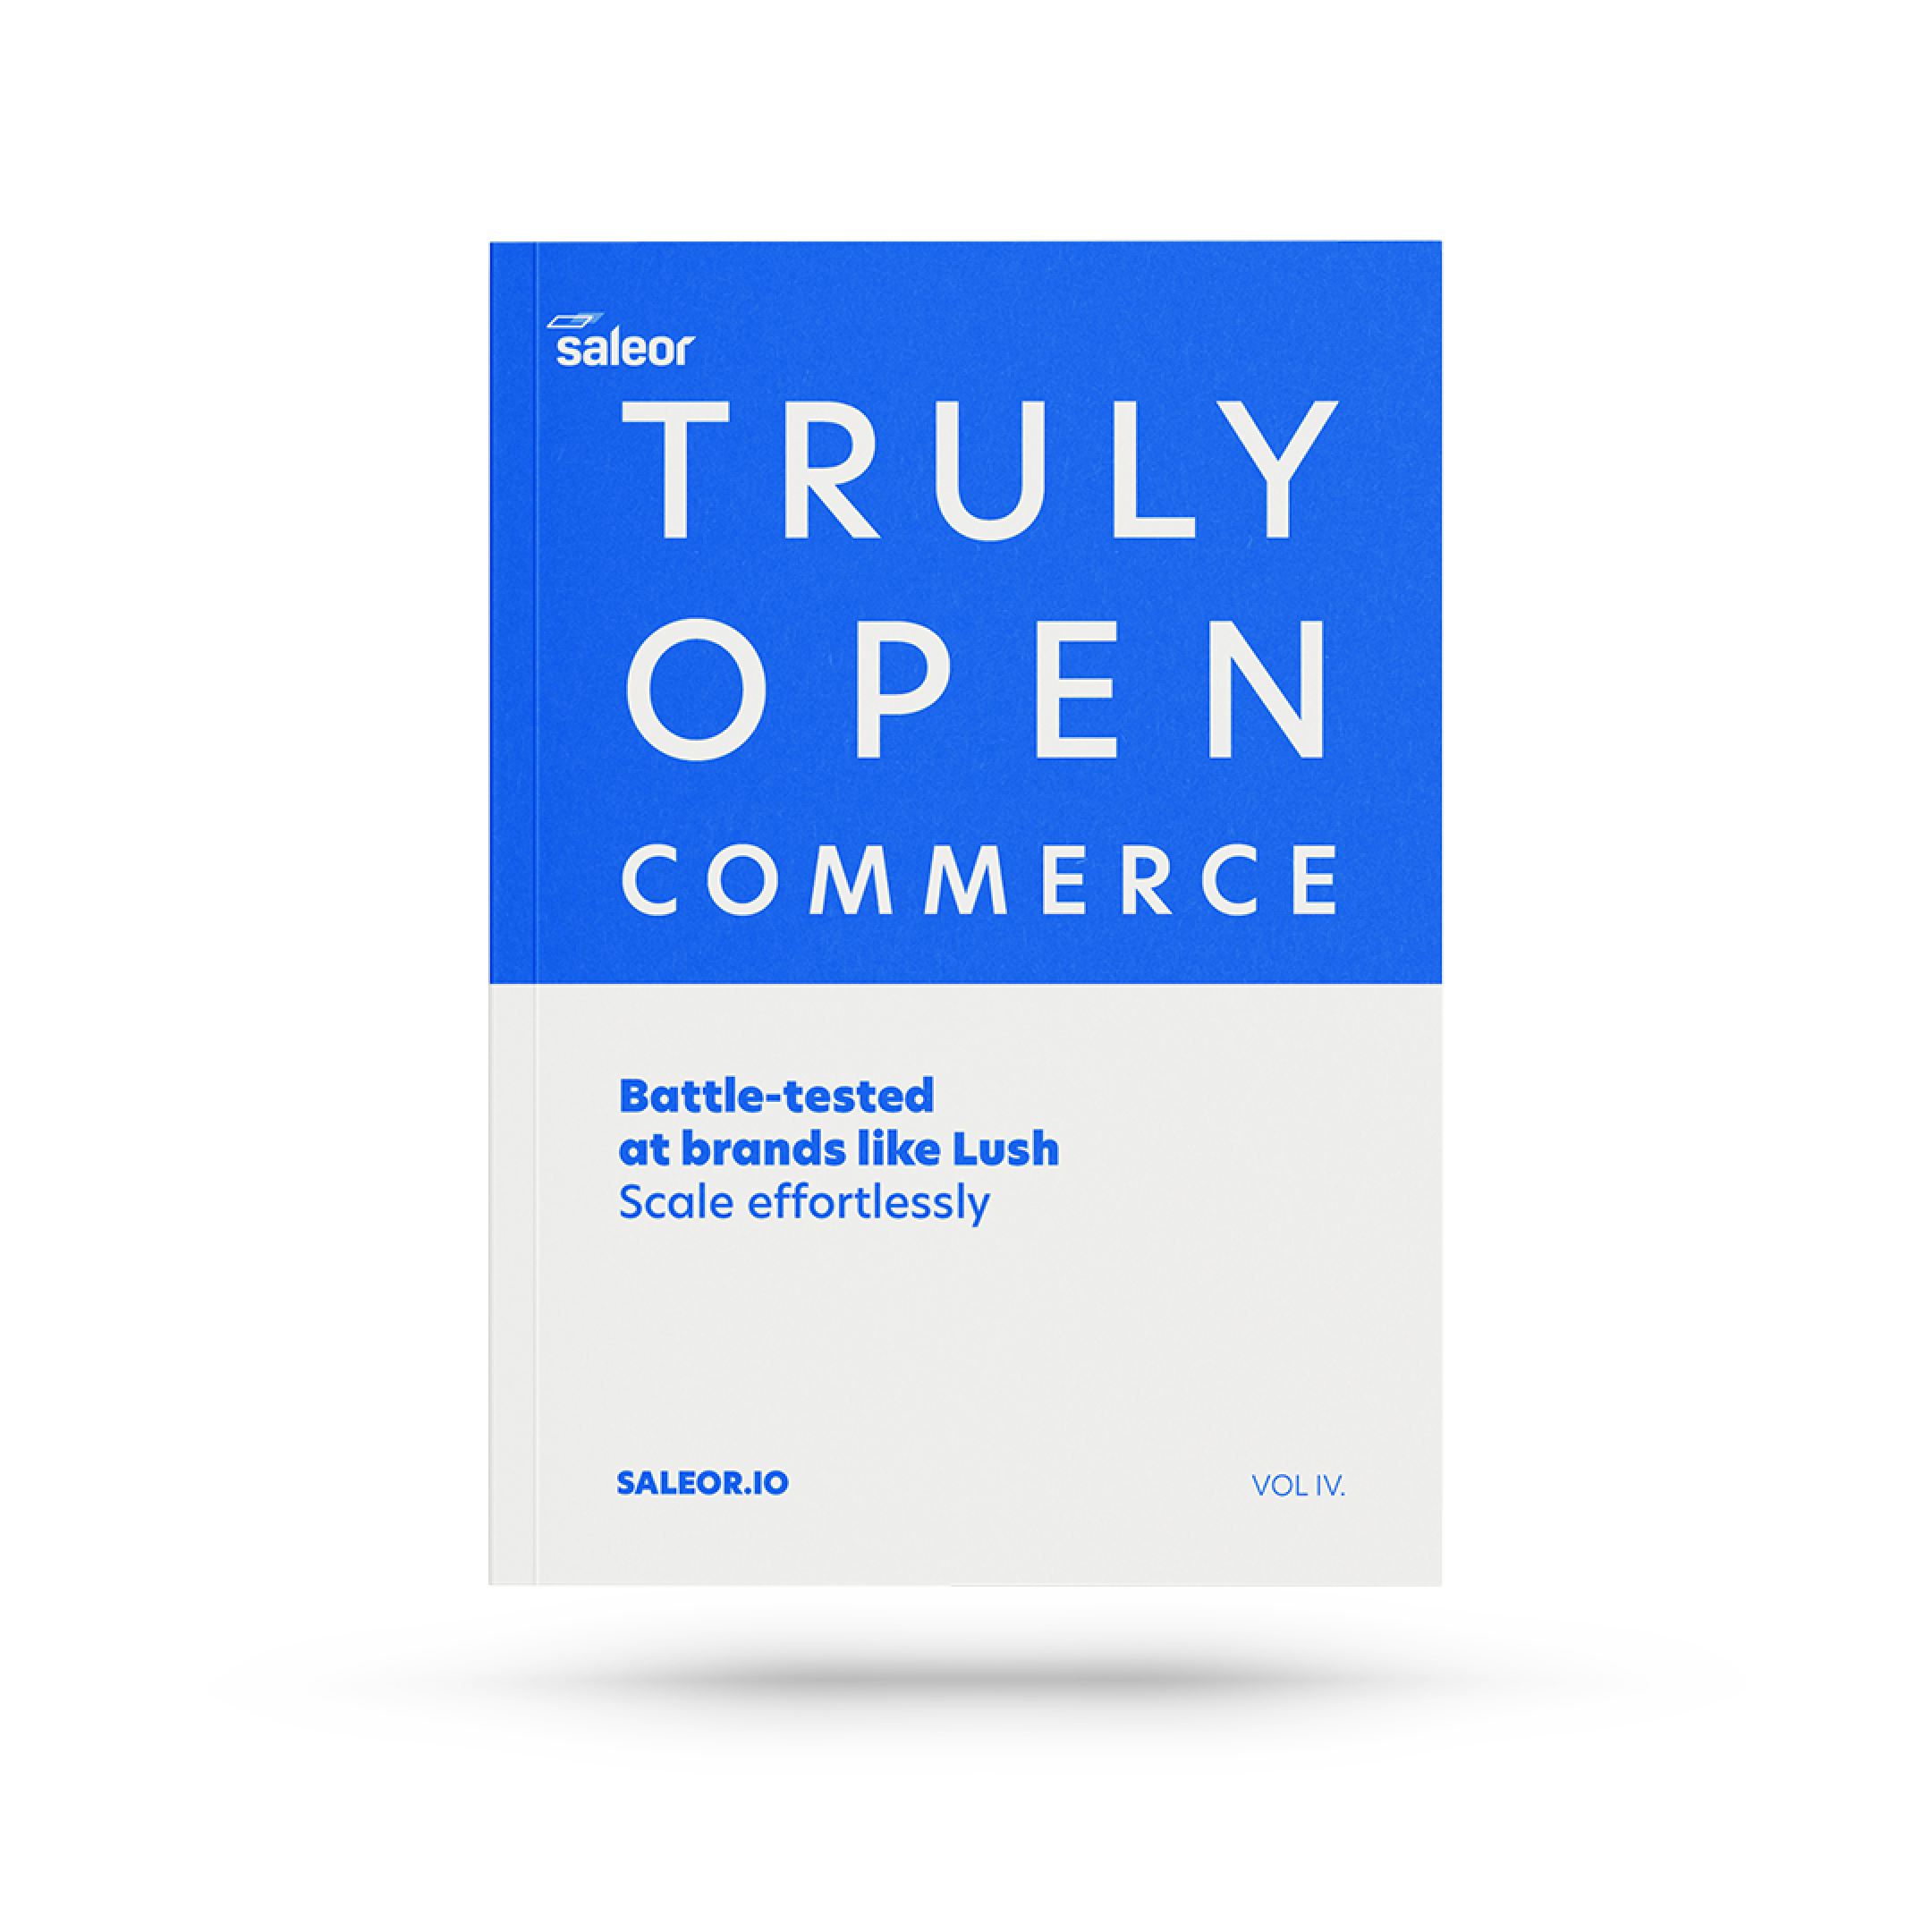 saleor
TRULY
OPEN
COMMERCE
Battle-tested
at brands like Lush
Scale effortlessly
SALEOR.IO
VOL IV.